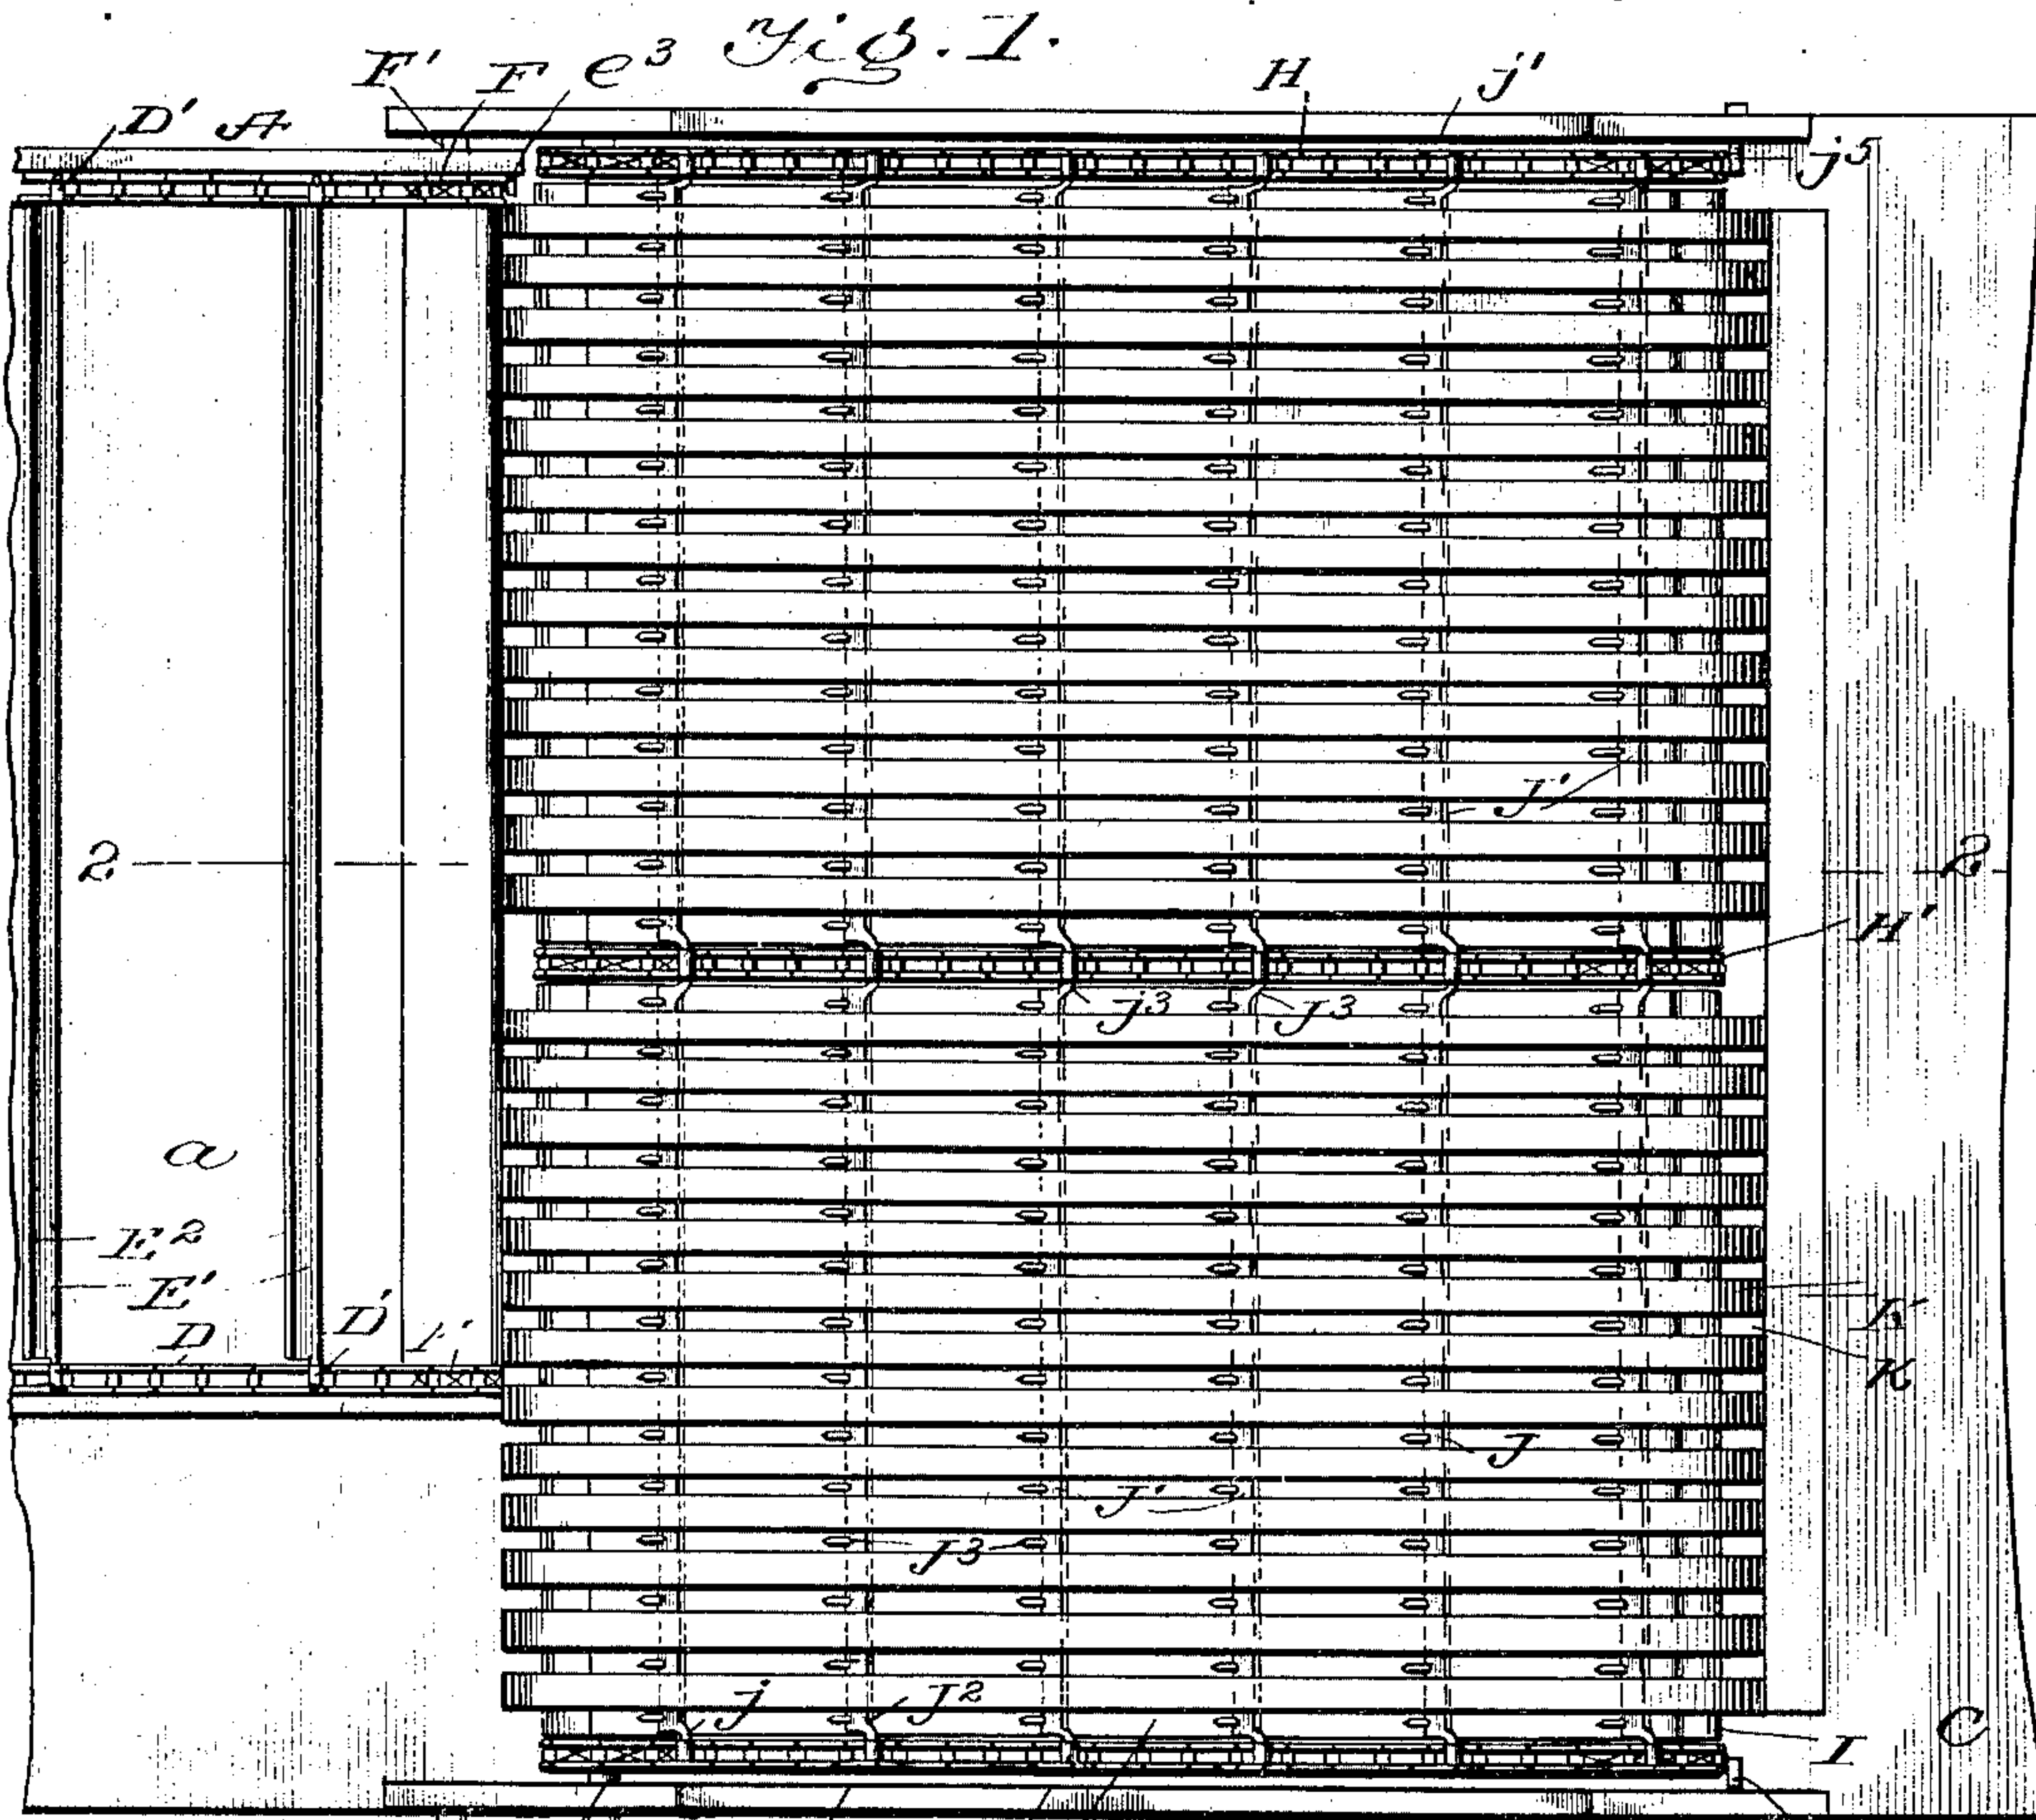 Fig. 1.
F' F e³ H j'
D' A
j⁵
J'
2 2
H'
j³ J³
a
E²
E'
D D' F
K'
K
J
J'
J³
j J²
I C